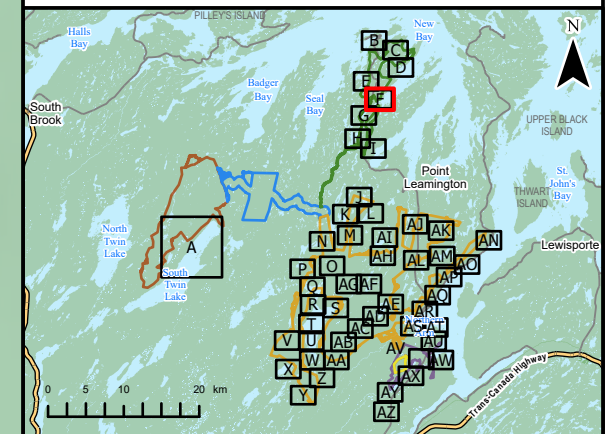 PILLEY'S ISLAND
Halls
Bay
New
Bay
N
B
C
D
E
F
G
H
I
Badger
Bay
Seal
Bay
South
Brook
UPPER BLACK
ISLAND
Point
Leamington
St.
John's
Bay
THWART
ISLAND
Lewisporte
North
Twin
Lake
A
South
Twin
Lake
J
K
L
M
N
AI
AH
AJ
AK
AL
AM
AN
AO
AP
AQ
AR
AS
AT
AU
AV
AW
AX
AY
AZ
O
P
Q
R
S
T
U
V
W
X
Y
Z
AA
AB
AC
AD
AE
AF
AG
0 5 10 20 km
Trans-Canada Highway